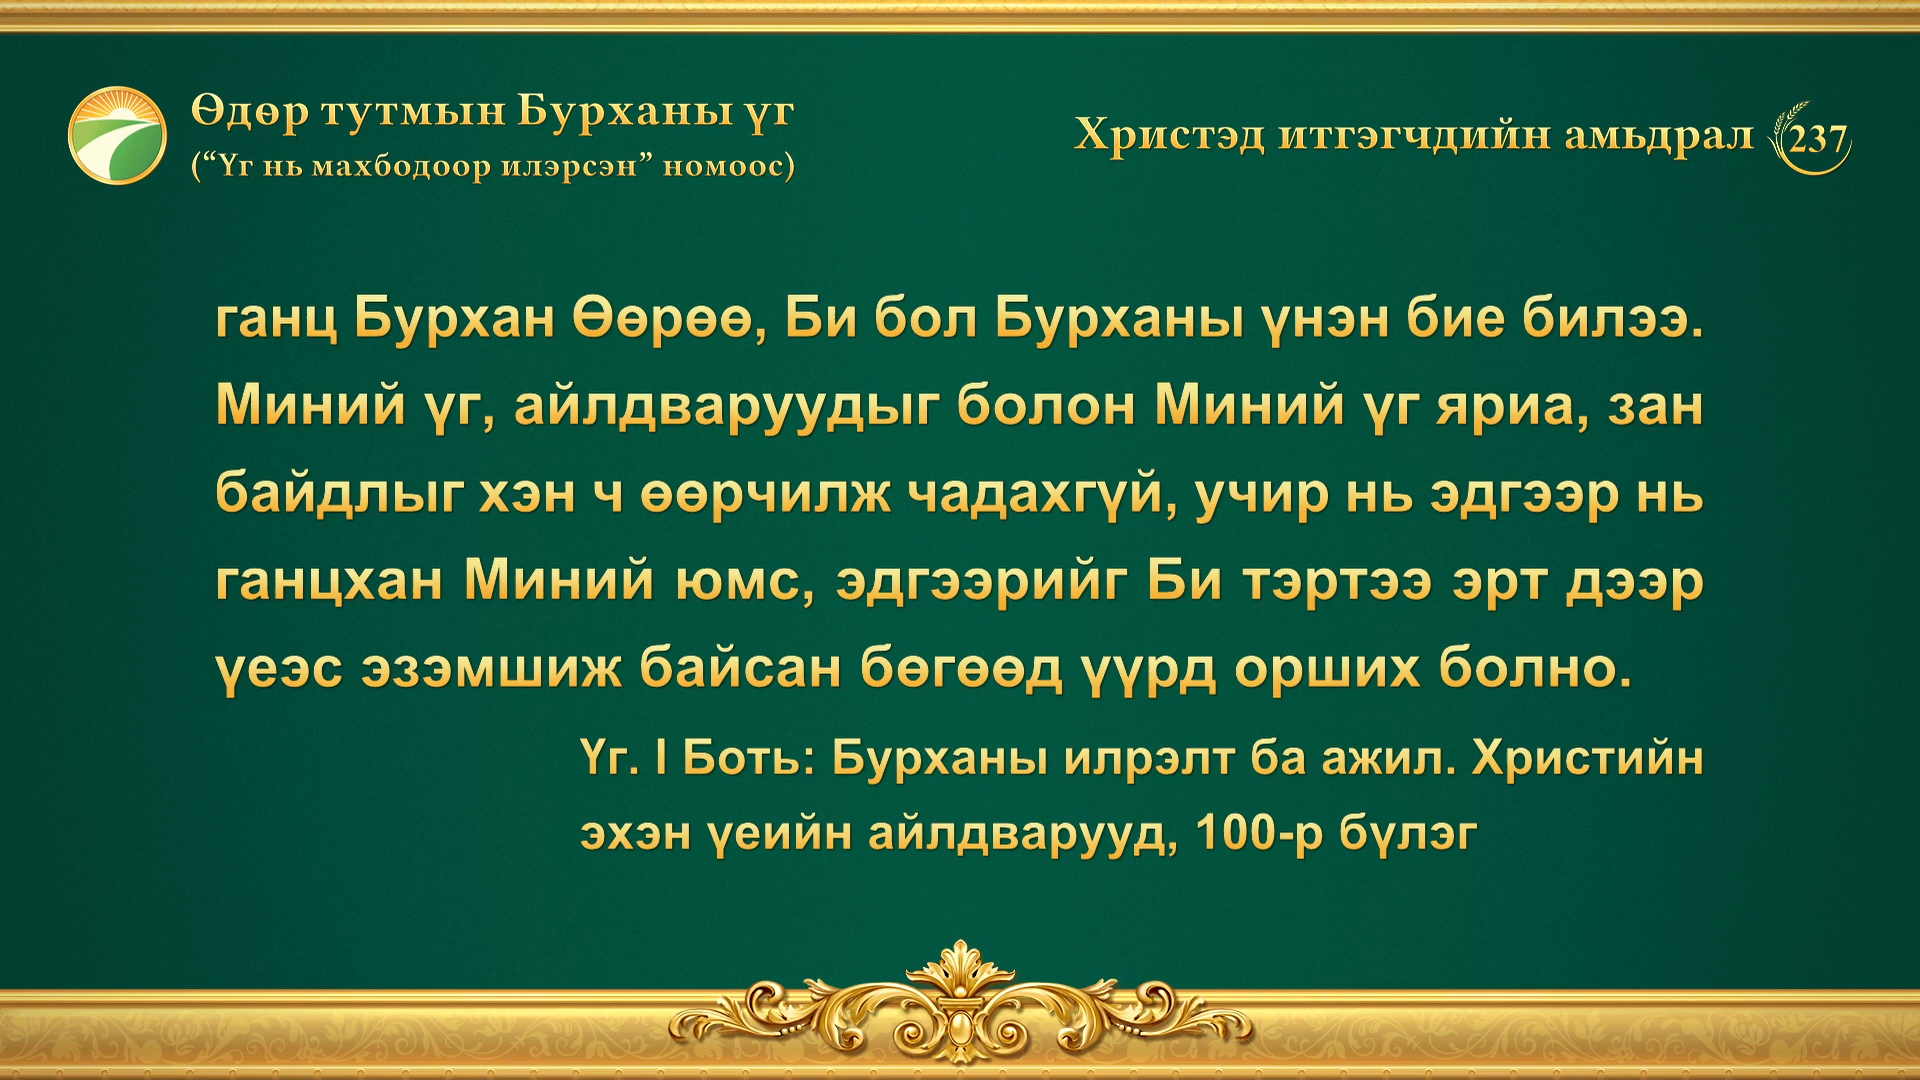 Өдөр тутмын Бурханы үг
(“Үг нь махбодоор илэрсэн” номоос)
Христэд итгэгчдийн амьдрал 237
ганц Бурхан Өөрөө, Би бол Бурханы үнэн бие билээ.
Миний үг, айлдваруудыг болон Миний үг яриа, зан
байдлыг хэн ч өөрчилж чадахгүй, учир нь эдгээр нь
ганцхан Миний юмс, эдгээрийг Би тэртээ эрт дээр
үеэс эзэмшиж байсан бөгөөд үүрд орших болно.
Үг. I Боть: Бурханы илрэлт ба ажил. Христийн
эхэн үеийн айлдварууд, 100-р бүлэг